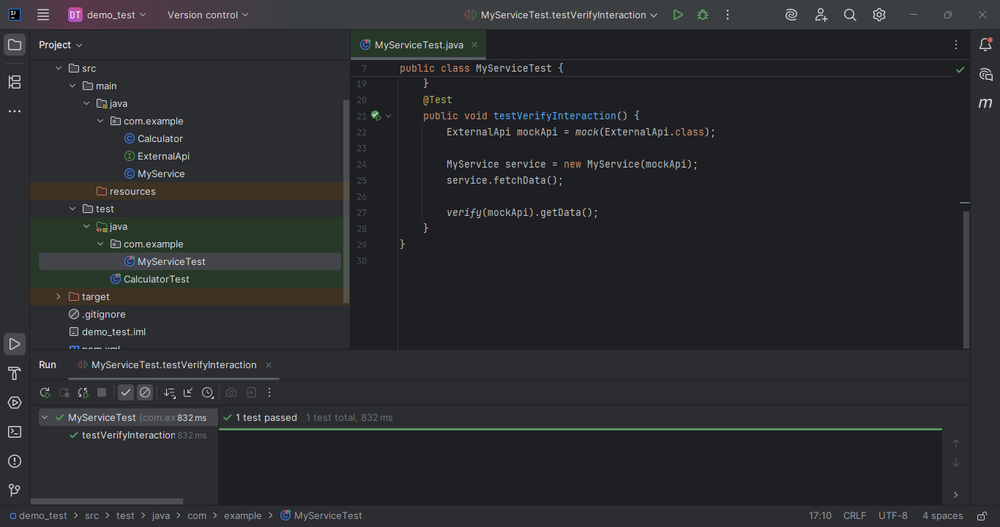 DT demo_test Version control MyServiceTest.testVerifyInteraction
Project
MyServiceTest.java
src
main
java
com.example
Calculator
ExternalApi
MyService
resources
test
java
com.example
MyServiceTest
CalculatorTest
target
.gitignore
demo_test.iml
pom.xml
7 public class MyServiceTest {
19 }
20 @Test
21 public void testVerifyInteraction() {
22 ExternalApi mockApi = mock(ExternalApi.class);
23
24 MyService service = new MyService(mockApi);
25 service.fetchData();
26
27 verify(mockApi).getData();
28 }
29 }
30
Run MyServiceTest.testVerifyInteraction
MyServiceTest (com.ex 832 ms
testVerifyInteraction 832 ms
1 test passed 1 test total, 832 ms
demo_test > src > test > java > com > example > MyServiceTest
17:10 CRLF UTF-8 4 spaces